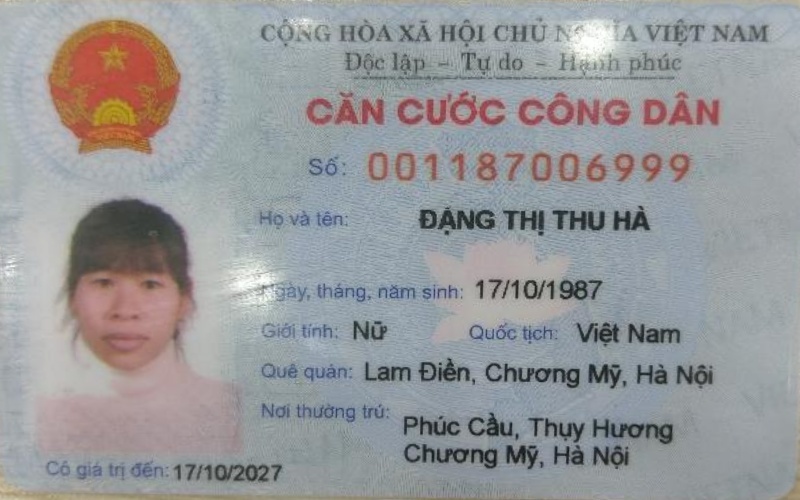 CỘNG HÒA XÃ HỘI CHỦ NGHĨA VIỆT NAM
Độc lập - Tự do - Hạnh phúc
CĂN CƯỚC CÔNG DÂN
Số: 001187006999
Họ và tên: ĐẶNG THỊ THU HÀ
Ngày, tháng, năm sinh: 17/10/1987
Giới tính: Nữ Quốc tịch: Việt Nam
Quê quán: Lam Điền, Chương Mỹ, Hà Nội
Nơi thường trú: Phúc Cầu, Thụy Hương
Chương Mỹ, Hà Nội
Có giá trị đến: 17/10/2027